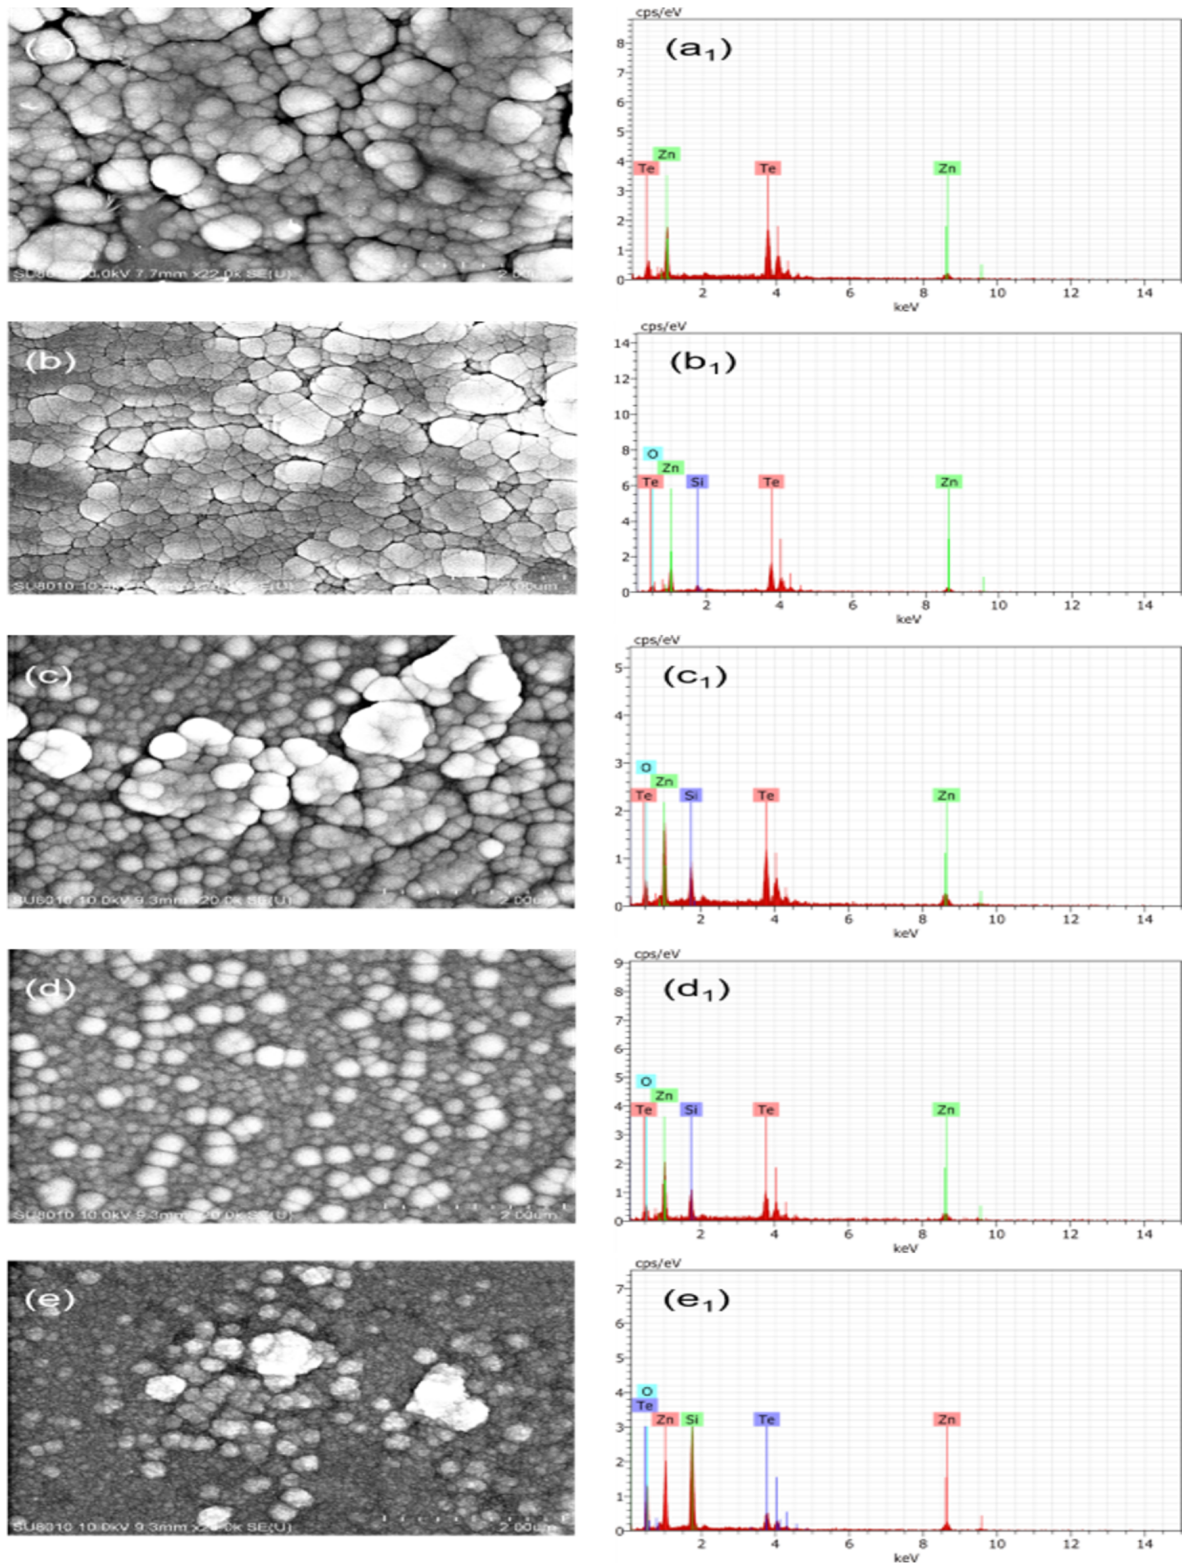 cps/eV
(a1)
8
7
6
5
4
3
2
1
0
Te
Zn
Te
Zn
2 4 6 8 10 12 14
keV
2.00um
(b)
SU8010
cps/eV
(b1)
14
12
10
8
6
4
2
0
O
Zn
Te
Si
Te
Zn
2 4 6 8 10 12 14
keV
(c)
SU8010 10.0kV 9.3mm x20.0k SE(U)
2.00um
cps/eV
(c1)
5
4
3
2
1
0
O
Zn
Te
Si
Te
Zn
2 4 6 8 10 12 14
keV
(d)
SU8010 10.0kV 9.3mm x20.0k SE(U)
2.00um
cps/eV
(d1)
9
8
7
6
5
4
3
2
1
0
O
Zn
Te
Si
Te
Zn
2 4 6 8 10 12 14
keV
(e)
SU8010 10.0kV 9.3mm SE(U)
2.00um
cps/eV
(e1)
7
6
5
4
3
2
1
0
O
Te
Zn
Si
Te
Zn
2 4 6 8 10 12 14
keV